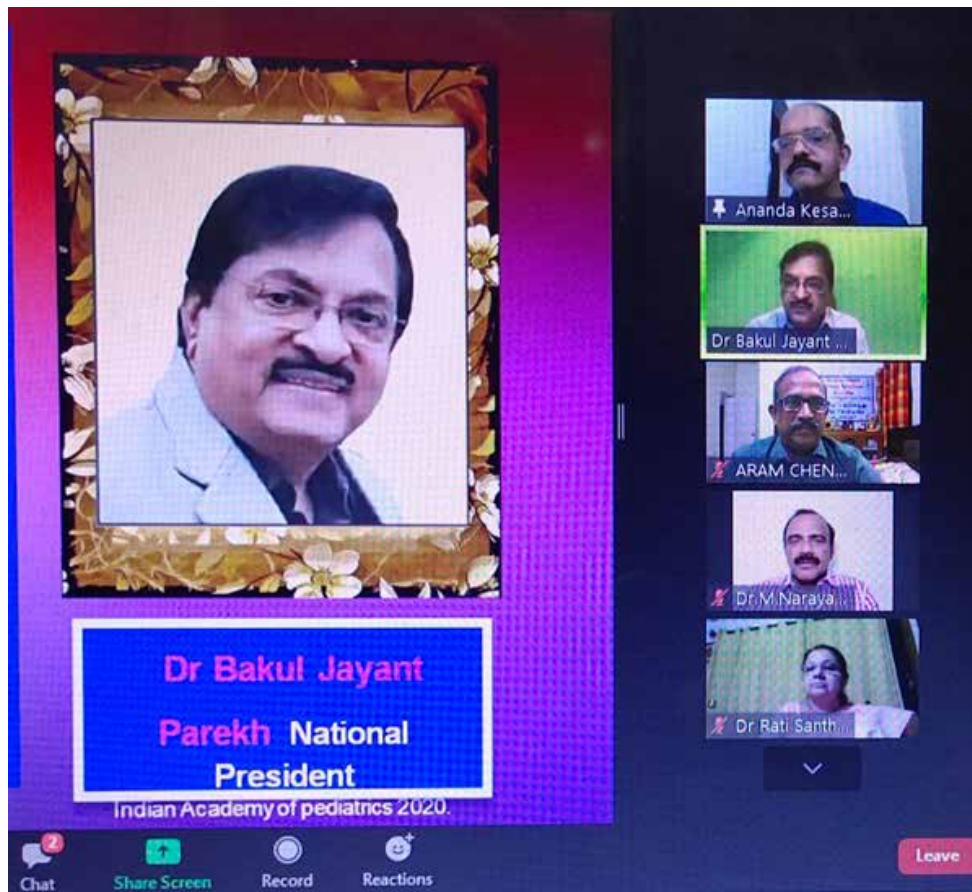 Dr Bakul Jayant
Parekh National
President
Indian Academy of pediatrics 2020.
Ananda Kesa...
Dr Bakul Jayant ...
ARAM CHEN...
Dr.M.Naraya...
Dr Rati Santh...
2
Chat
Share Screen
Record
Reactions
Leave